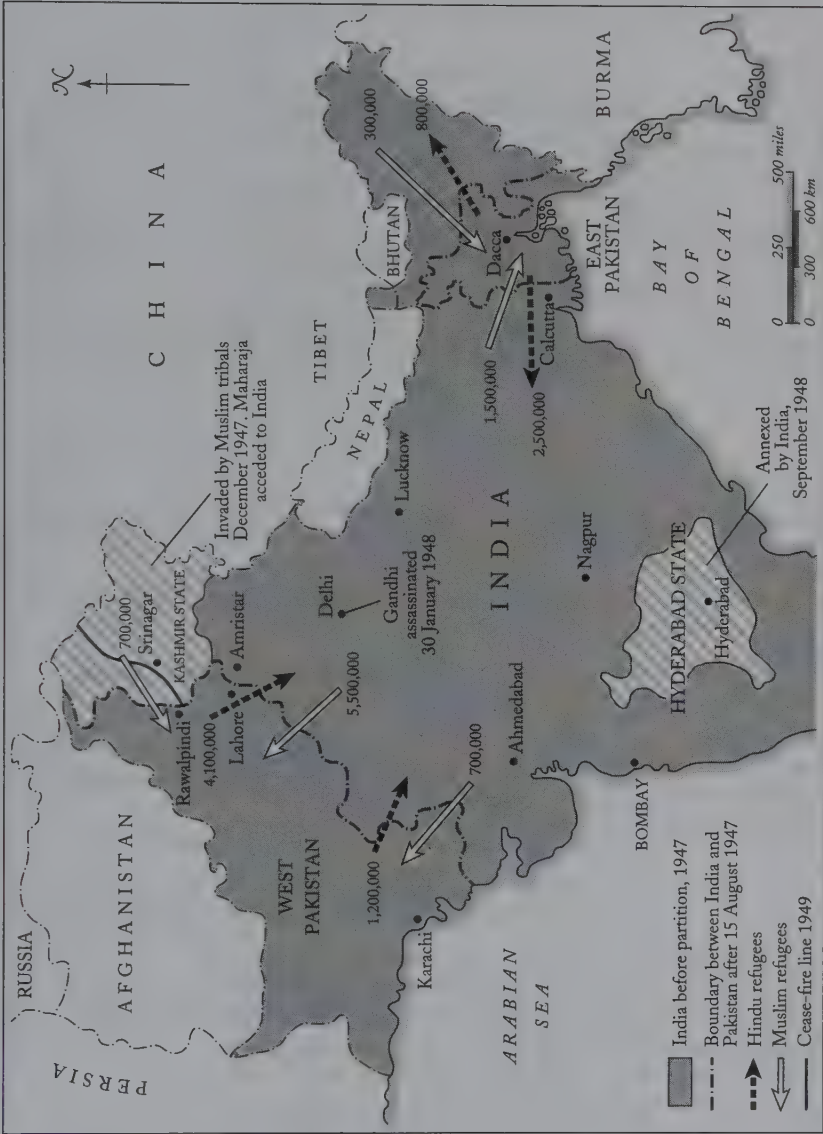 N
RUSSIA
C H I N A
PERSIA
AFGHANISTAN
700,000
Srinagar
KASHMIR STATE
Invaded by Muslim tribals
December 1947. Maharaja
acceded to India
Rawalpindi
4,100,000
Lahore
Amristar
TIBET
5,500,000
WEST
PAKISTAN
Delhi
Gandhi
assassinated
30 January 1948
NEPAL
BHUTAN
300,000
800,000
Lucknow
1,200,000
Karachi
700,000
Ahmedabad
I N D I A
1,500,000
2,500,000
Dacca
Calcutta
EAST
PAKISTAN
BURMA
ARABIAN
SEA
BAY
OF
BENGAL
Nagpur
BOMBAY
HYDERABAD STATE
Hyderabad
Annexed
by India,
September 1948
0 250 500 miles
0 300 600 km
India before partition, 1947
Boundary between India and
Pakistan after 15 August 1947
Hindu refugees
Muslim refugees
Cease-fire line 1949